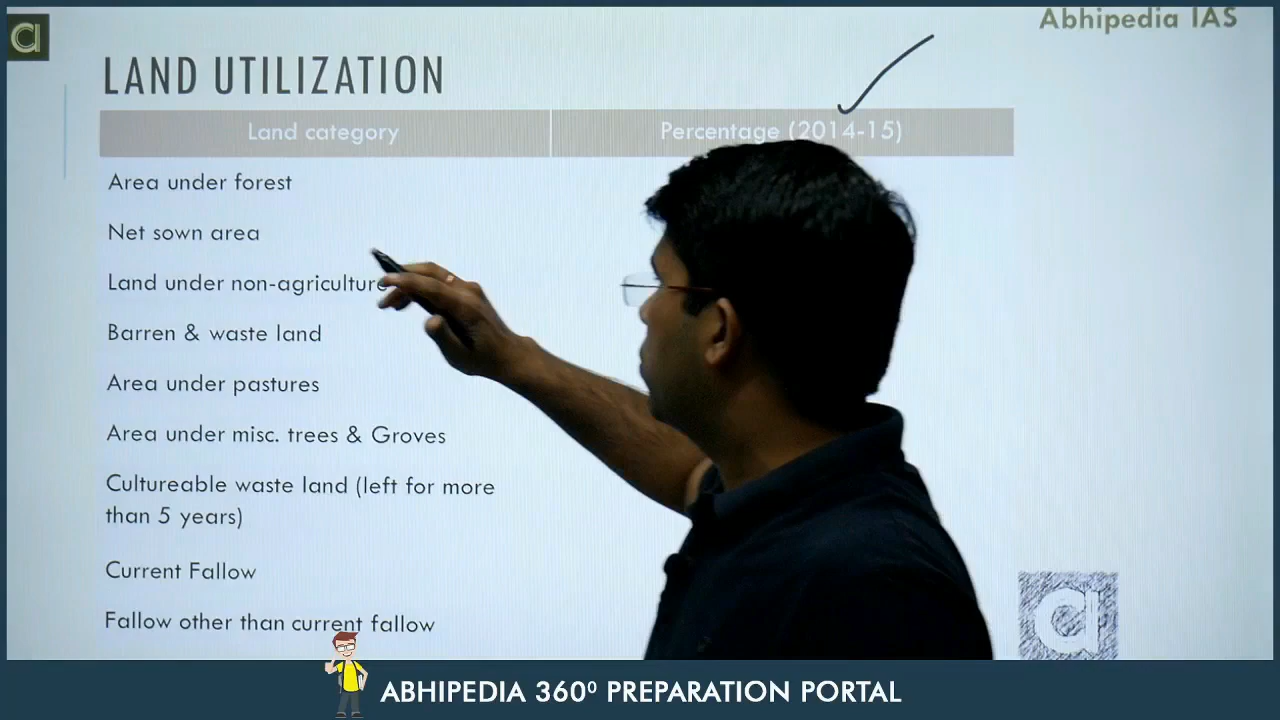 Abhipedia IAS
LAND UTILIZATION
Land category
Percentage (2014-15)
Area under forest
Net sown area
Land under non-agriculture
Barren & waste land
Area under pastures
Area under misc. trees & Groves
Cultureable waste land (left for more
than 5 years)
Current Fallow
Fallow other than current fallow
ABHIPEDIA 360⁰ PREPARATION PORTAL